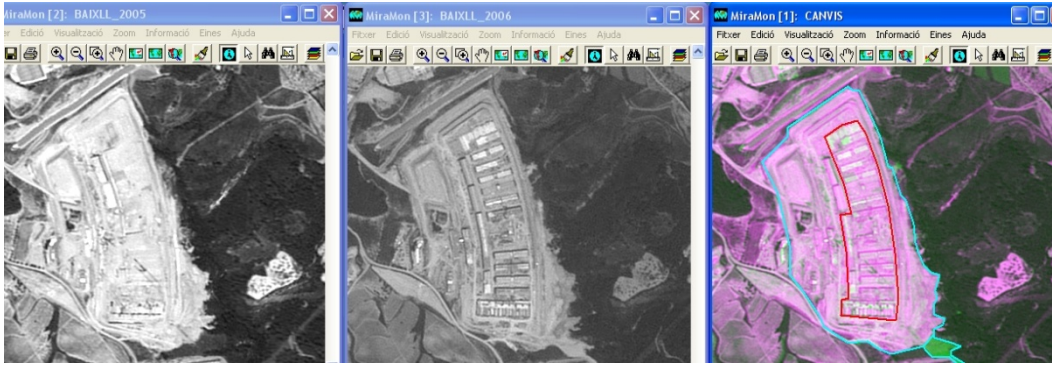 MiraMon [2]: BAIXLL_2005
er Edició Visualització Zoom Informació Eines Ajuda
MiraMon [3]: BAIXLL_2006
Fitxer Edició Visualització Zoom Informació Eines Ajuda
MiraMon [1]: CANVIS
Fitxer Edició Visualització Zoom Informació Eines Ajuda